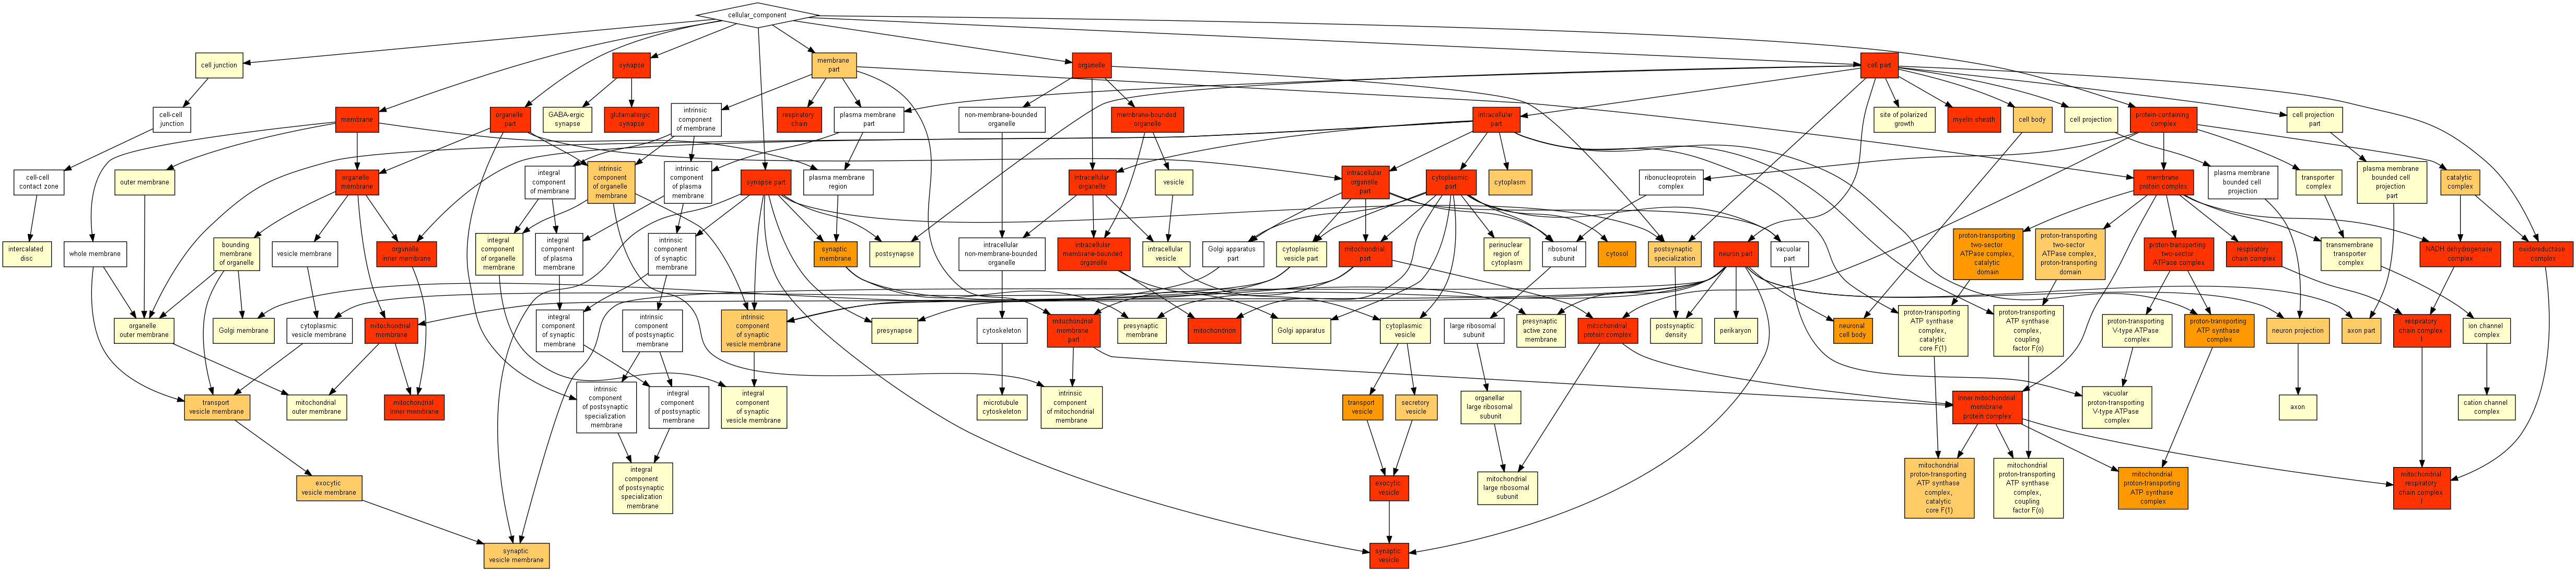 cellular_component
cell junction
synapse
membrane
part
organelle
cell part
cell-cell
junction
membrane
organelle
part
GABA-ergic
synapse
glutamatergic
synapse
intrinsic
component
of membrane
respiratory
chain
plasma membrane
part
non-membrane-bounded
organelle
membrane-bounded
organelle
intracellular
part
site of polarized
growth
myelin sheath
cell body
cell projection
protein-containing
complex
cell projection
part
cell-cell
contact zone
outer membrane
organelle
membrane
integral
component
of membrane
intrinsic
component
of organelle
membrane
intrinsic
component
of plasma
membrane
synapse part
plasma membrane
region
intracellular
organelle
vesicle
intracellular
organelle
part
cytoplasmic
part
cytoplasm
ribonucleoprotein
complex
membrane
protein complex
plasma membrane
bounded cell
projection
transporter
complex
plasma membrane
bounded cell
projection
part
catalytic
complex
intercalated
disc
whole membrane
bounding
membrane
of organelle
vesicle membrane
organelle
inner membrane
integral
component
of organelle
membrane
integral
component
of plasma
membrane
intrinsic
component
of synaptic
membrane
synaptic
membrane
postsynapse
intracellular
non-membrane-bounded
organelle
intracellular
membrane-bounded
organelle
intracellular
vesicle
Golgi apparatus
part
cytoplasmic
vesicle part
mitochondrial
part
perinuclear
region of
cytoplasm
ribosomal
subunit
cytosol
postsynaptic
specialization
neuron part
vacuolar
part
proton-transporting
two-sector
ATPase complex,
catalytic
domain
proton-transporting
two-sector
ATPase complex,
proton-transporting
domain
proton-transporting
two-sector
ATPase complex
respiratory
chain complex
transmembrane
transporter
complex
NADH dehydrogenase
complex
oxidoreductase
complex
organelle
outer membrane
Golgi membrane
cytoplasmic
vesicle membrane
mitochondrial
membrane
integral
component
of synaptic
membrane
intrinsic
component
of postsynaptic
membrane
intrinsic
component
of synaptic
vesicle membrane
presynapse
cytoskeleton
mitochondrial
membrane
part
presynaptic
membrane
mitochondrion
Golgi apparatus
cytoplasmic
vesicle
large ribosomal
subunit
presynaptic
active zone
membrane
mitochondrial
protein complex
postsynaptic
density
perikaryon
neuronal
cell body
proton-transporting
ATP synthase
complex,
catalytic
core F(1)
proton-transporting
ATP synthase
complex,
coupling
factor F(o)
proton-transporting
V-type ATPase
complex
proton-transporting
ATP synthase
complex
neuron projection
axon part
respiratory
chain complex
I
ion channel
complex
transport
vesicle membrane
mitochondrial
outer membrane
mitochondrial
inner membrane
intrinsic
component
of postsynaptic
specialization
membrane
integral
component
of postsynaptic
membrane
integral
component
of synaptic
vesicle membrane
microtubule
cytoskeleton
intrinsic
component
of mitochondrial
membrane
transport
vesicle
secretory
vesicle
organellar
large ribosomal
subunit
inner mitochondrial
membrane
protein complex
vacuolar
proton-transporting
V-type ATPase
complex
axon
cation channel
complex
exocytic
vesicle membrane
integral
component
of postsynaptic
specialization
membrane
exocytic
vesicle
mitochondrial
large ribosomal
subunit
mitochondrial
proton-transporting
ATP synthase
complex,
catalytic
core F(1)
mitochondrial
proton-transporting
ATP synthase
complex,
coupling
factor F(o)
mitochondrial
proton-transporting
ATP synthase
complex
mitochondrial
respiratory
chain complex
I
synaptic
vesicle membrane
synaptic
vesicle